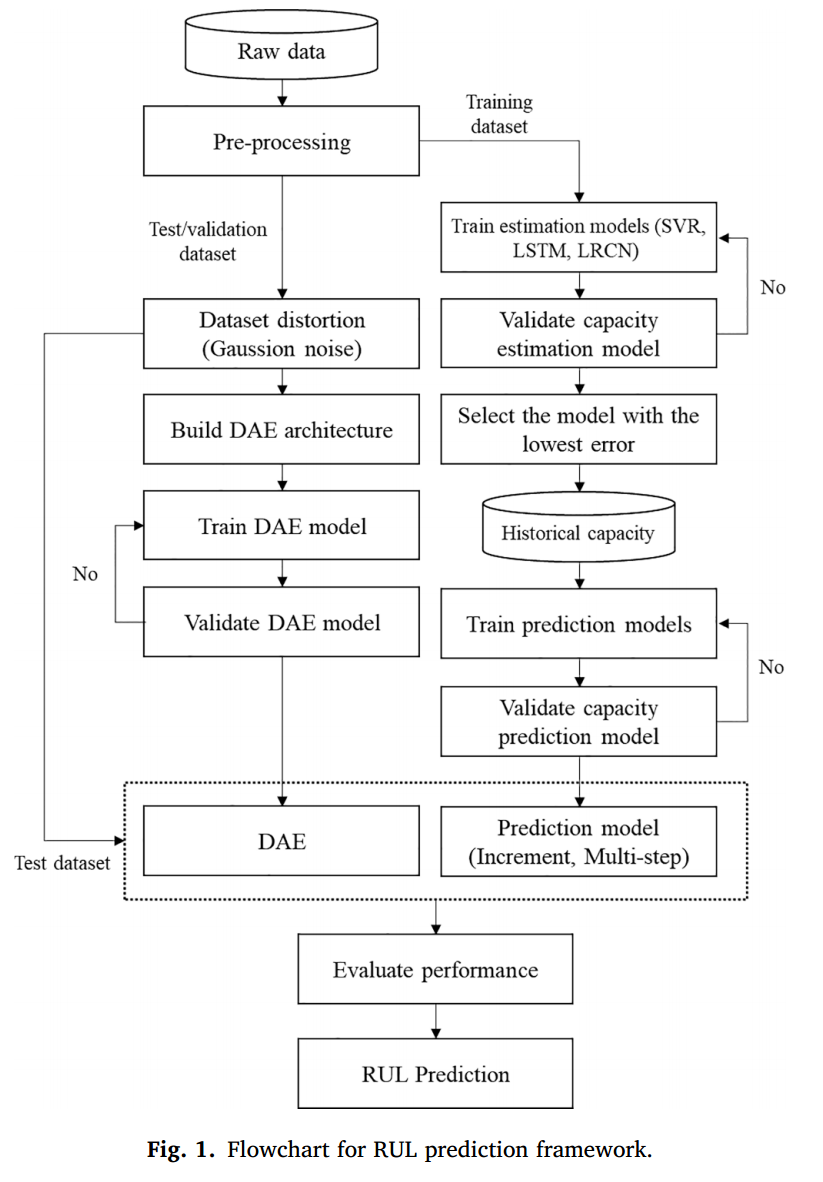 Raw data
Pre-processing
Training
dataset
Test/validation
dataset
Train estimation models (SVR,
LSTM, LRCN)
No
Dataset distortion
(Gaussion noise)
Validate capacity
estimation model
Build DAE architecture
Select the model with the
lowest error
Train DAE model
Historical capacity
No
Validate DAE model
Train prediction models
No
Validate capacity
prediction model
DAE
Prediction model
(Increment, Multi-step)
Test dataset
Evaluate performance
RUL Prediction
Fig. 1. Flowchart for RUL prediction framework.